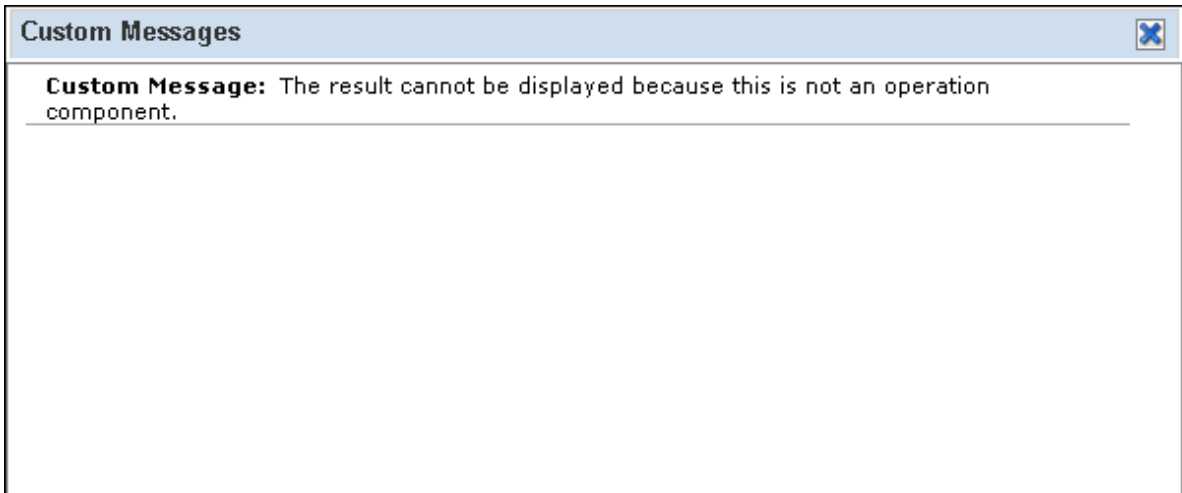 Custom Messages
Custom Message: The result cannot be displayed because this is not an operation
component.